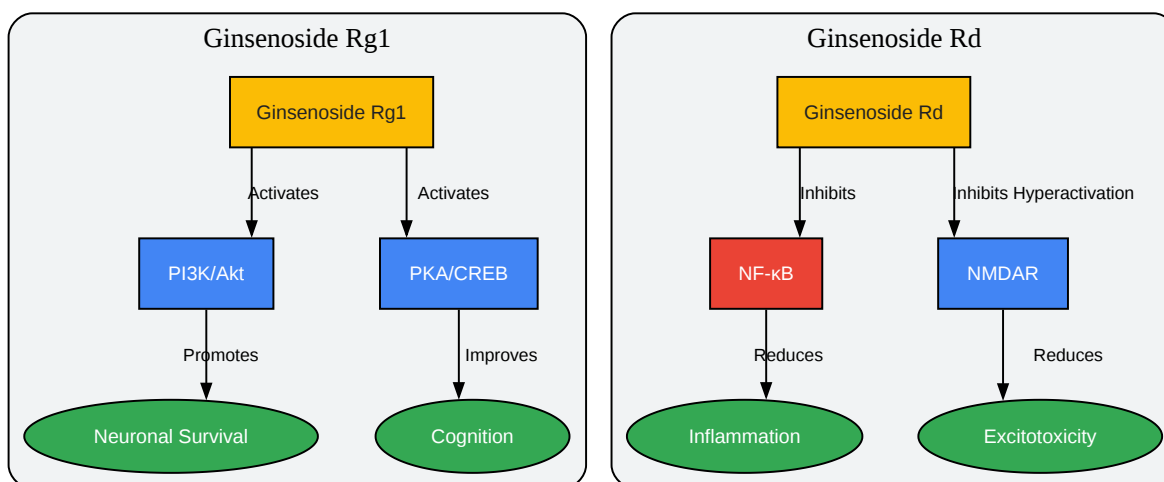 Ginsenoside Rg1
Ginsenoside Rg1
Activates
Activates
PI3K/Akt
PKA/CREB
Promotes
Improves
Neuronal Survival
Cognition
Ginsenoside Rd
Ginsenoside Rd
Inhibits
Inhibits Hyperactivation
NF-κB
NMDAR
Reduces
Reduces
Inflammation
Excitotoxicity